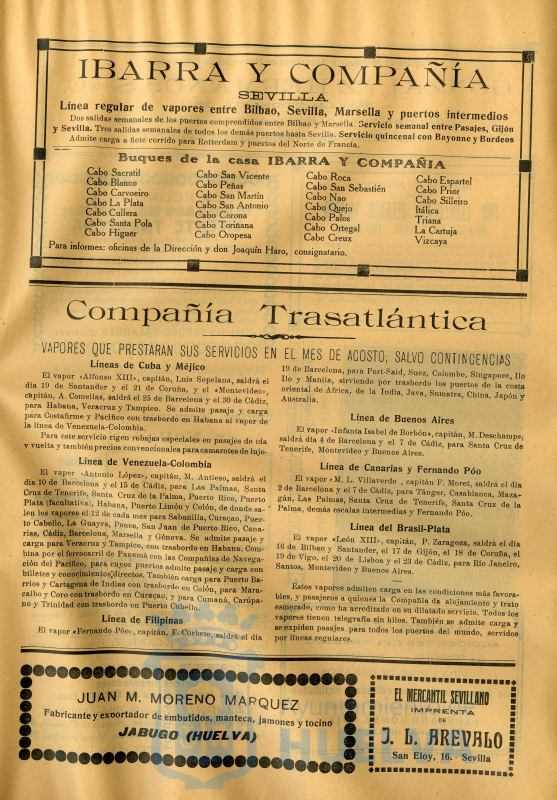 IBARRA Y COMPAÑÍA
SEVILLA
Línea regular de vapores entre Bilbao, Sevilla, Marsella y puertos intermedios
Dos salidas semanales de los puertos comprendidos entre Bilbao y Marsella. Servicio semanal entre Pasajes, Gijón
y Sevilla. Tres salidas semanales de todos los demás puertos hasta Sevilla. Servicio quincenal con Bayonne y Burdeos
Admite carga a flete corrido para Rotterdam y puertos del Norte de Francia.
Buques de la casa IBARRA Y COMPAÑIA
Cabo Sacratif
Cabo Blanco
Cabo Carvoeiro
Cabo La Plata
Cabo Cullera
Cabo Santa Pola
Cabo Higuer
Cabo San Vicente
Cabo Peñas
Cabo San Martín
Cabo San Antonio
Cabo Corona
Cabo Toriñana
Cabo Oropesa
Cabo Roca
Cabo San Sebastién
Cabo Nao
Cabo Quejo
Cabo Palos
Cabo Ortegal
Cabo Creux
Cabo Espartel
Cabo Prior
Cabo Silleiro
Itálica
Triana
La Cartuja
Vizcaya
Para informes: oficinas de la Dirección y don Joaquín Haro, consignatario.
Compañía Trasatlántica
VAPORES QUE PRESTARAN SUS SERVICIOS EN EL MES DE AGOSTO, SALVO CONTINGENCIAS
Líneas de Cuba y Méjico
El vapor «Alfonso XIII», capitán, Luis Sopelana, saldrá el
día 19 de Santander y el 21 de Coruña, y el «Montevideo»,
capitán, A. Comellas, saldrá el 25 de Barcelona y el 30 de Cádiz,
para Habana, Veracruz y Tampico. Se admite pasaje y carga
para Costafirme y Pacífico con trasbordo en Habana al vapor de
la línea de Venezuela-Colombia.
Para este servicio rigen rebajas especiales en pasajes de ida
y vuelta y también precios convencionales para camarotes de lujo.
Línea de Venezuela-Colombia
El vapor «Antonio López», capitán, M. Antieso, saldrá el
día 10 de Barcelona y el 15 de Cádiz, para Las Palmas, Santa
Cruz de Tenerife, Santa Cruz de la Palma, Puerto Rico, Puerto
Plata (facultativa), Habana, Puerto Limón y Colón, de donde sa-
len los vapores el 12 de cada mes para Sabanilla, Curaçao, Puer-
to Cabello, La Guayra, Ponce, San Juan de Puerto Rico, Cana-
rias, Cádiz, Barcelona, Marsella y Génova. Se admite pasaje y
carga para Veracruz y Tampico, con trasbordo en Habana. Com-
bina por el ferrocarril de Panamá con las Compañías de Navega-
ción del Pacífico, para cuyos puertos admite pasaje y carga con
billetes y conocimientos directos. También carga para Puerto Ba-
rrios y Cartagena de Indias con trasbordo en Colón, para Mara-
caibo y Coro con trasbordo en Curaçao, y para Cumaná, Carúpa-
no y Trinidad con trasbordo en Puerto Cabello.
Línea de Filipinas
El vapor «Fernando Póo», capitán, F. Corbeto, saldrá el día
19 de Barcelona, para Port-Said, Suez, Colombo, Singapore, Ilo
Ilo y Manila, sirviendo por trasbordo los puertos de la costa
oriental de Africa, de la India, Java, Sumatra, China, Japón y
Australia.
Línea de Buenos Aires
El vapor «Infanta Isabel de Borbón», capitán, M. Deschamps,
saldrá día 4 de Barcelona y el 7 de Cádiz, para Santa Cruz de
Tenerife, Montevideo y Buenos Aires.
Línea de Canarias y Fernando Póo
El vapor «M. L. Villaverde, capitán F. Moret, saldrá el día
2 de Barcelona y el 7 de Cádiz, para Tánger, Casablanca, Maza-
gán, Las Palmas, Santa Cruz de Tenerife, Santa Cruz de la
Palma, demás escalas intermedias y Fernando Póo.
Línea del Brasil-Plata
El vapor «León XIII», capitán, P. Zaragoza, saldrá el día
16 de Bilbao y Santander, el 17 de Gijón, el 18 de Coruña, el
19 de Vigo, el 20 de Lisboa y el 23 de Cádiz, para Río Janeiro,
Santos, Montevideo y Buenos Aires.
Estos vapores admiten carga en las condiciones más favora-
bles, y pasajeros a quienes la Compañía da alojamiento y trato
esmerado, como ha acreditado en su dilatado servicio. Todos los
vapores tienen telegrafía sin hilos. También se admite carga y
se expiden pasajes para todos los puertos del mundo, servidos
por líneas regulares.
JUAN M. MORENO MARQUEZ
Fabricante y exportador de embutidos, manteca, jamones y tocino
JABUGO (HUELVA)
EL MERCANTIL SEVILLANO
IMPRENTA
DE
J. L. AREVALO
San Eloy, 16. - Sevilla